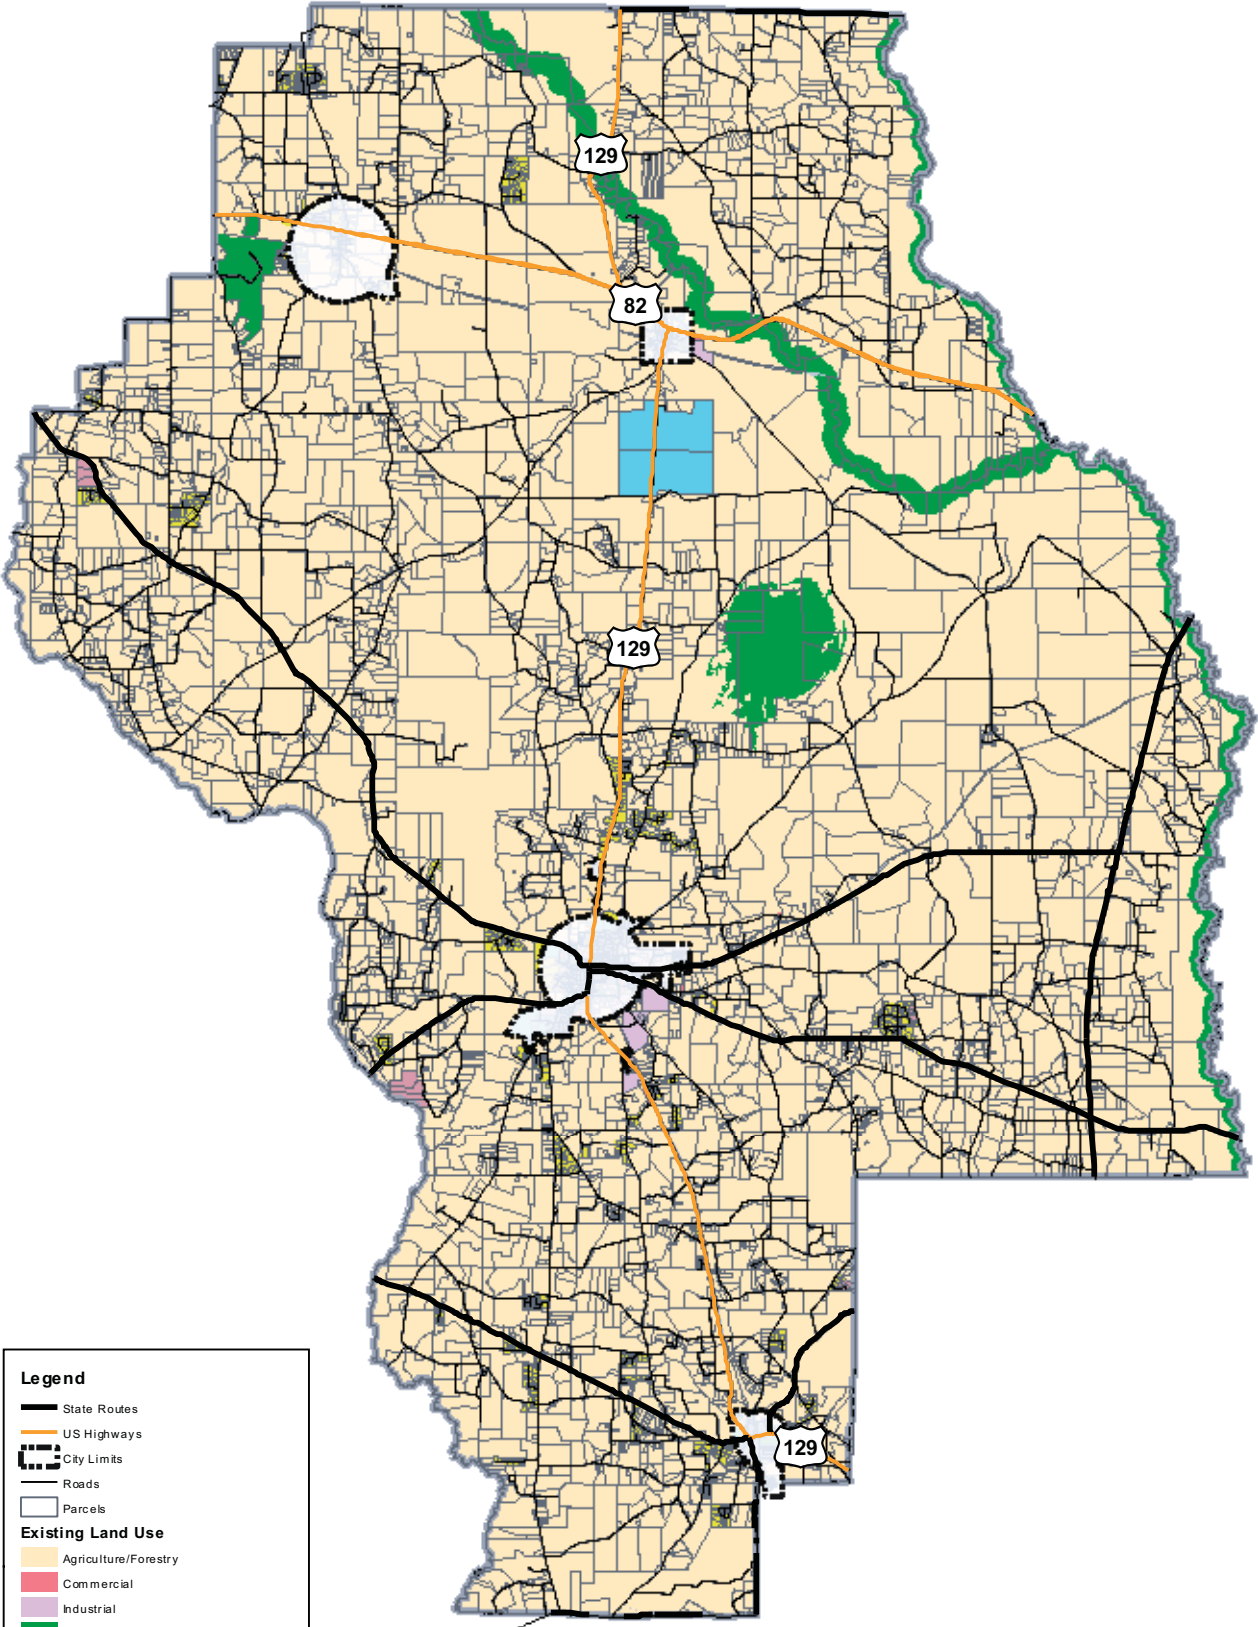 129
82
129
129
Legend
State Routes
US Highways
City Limits
Roads
Parcels
Existing Land Use
Agriculture/Forestry
Commercial
Industrial